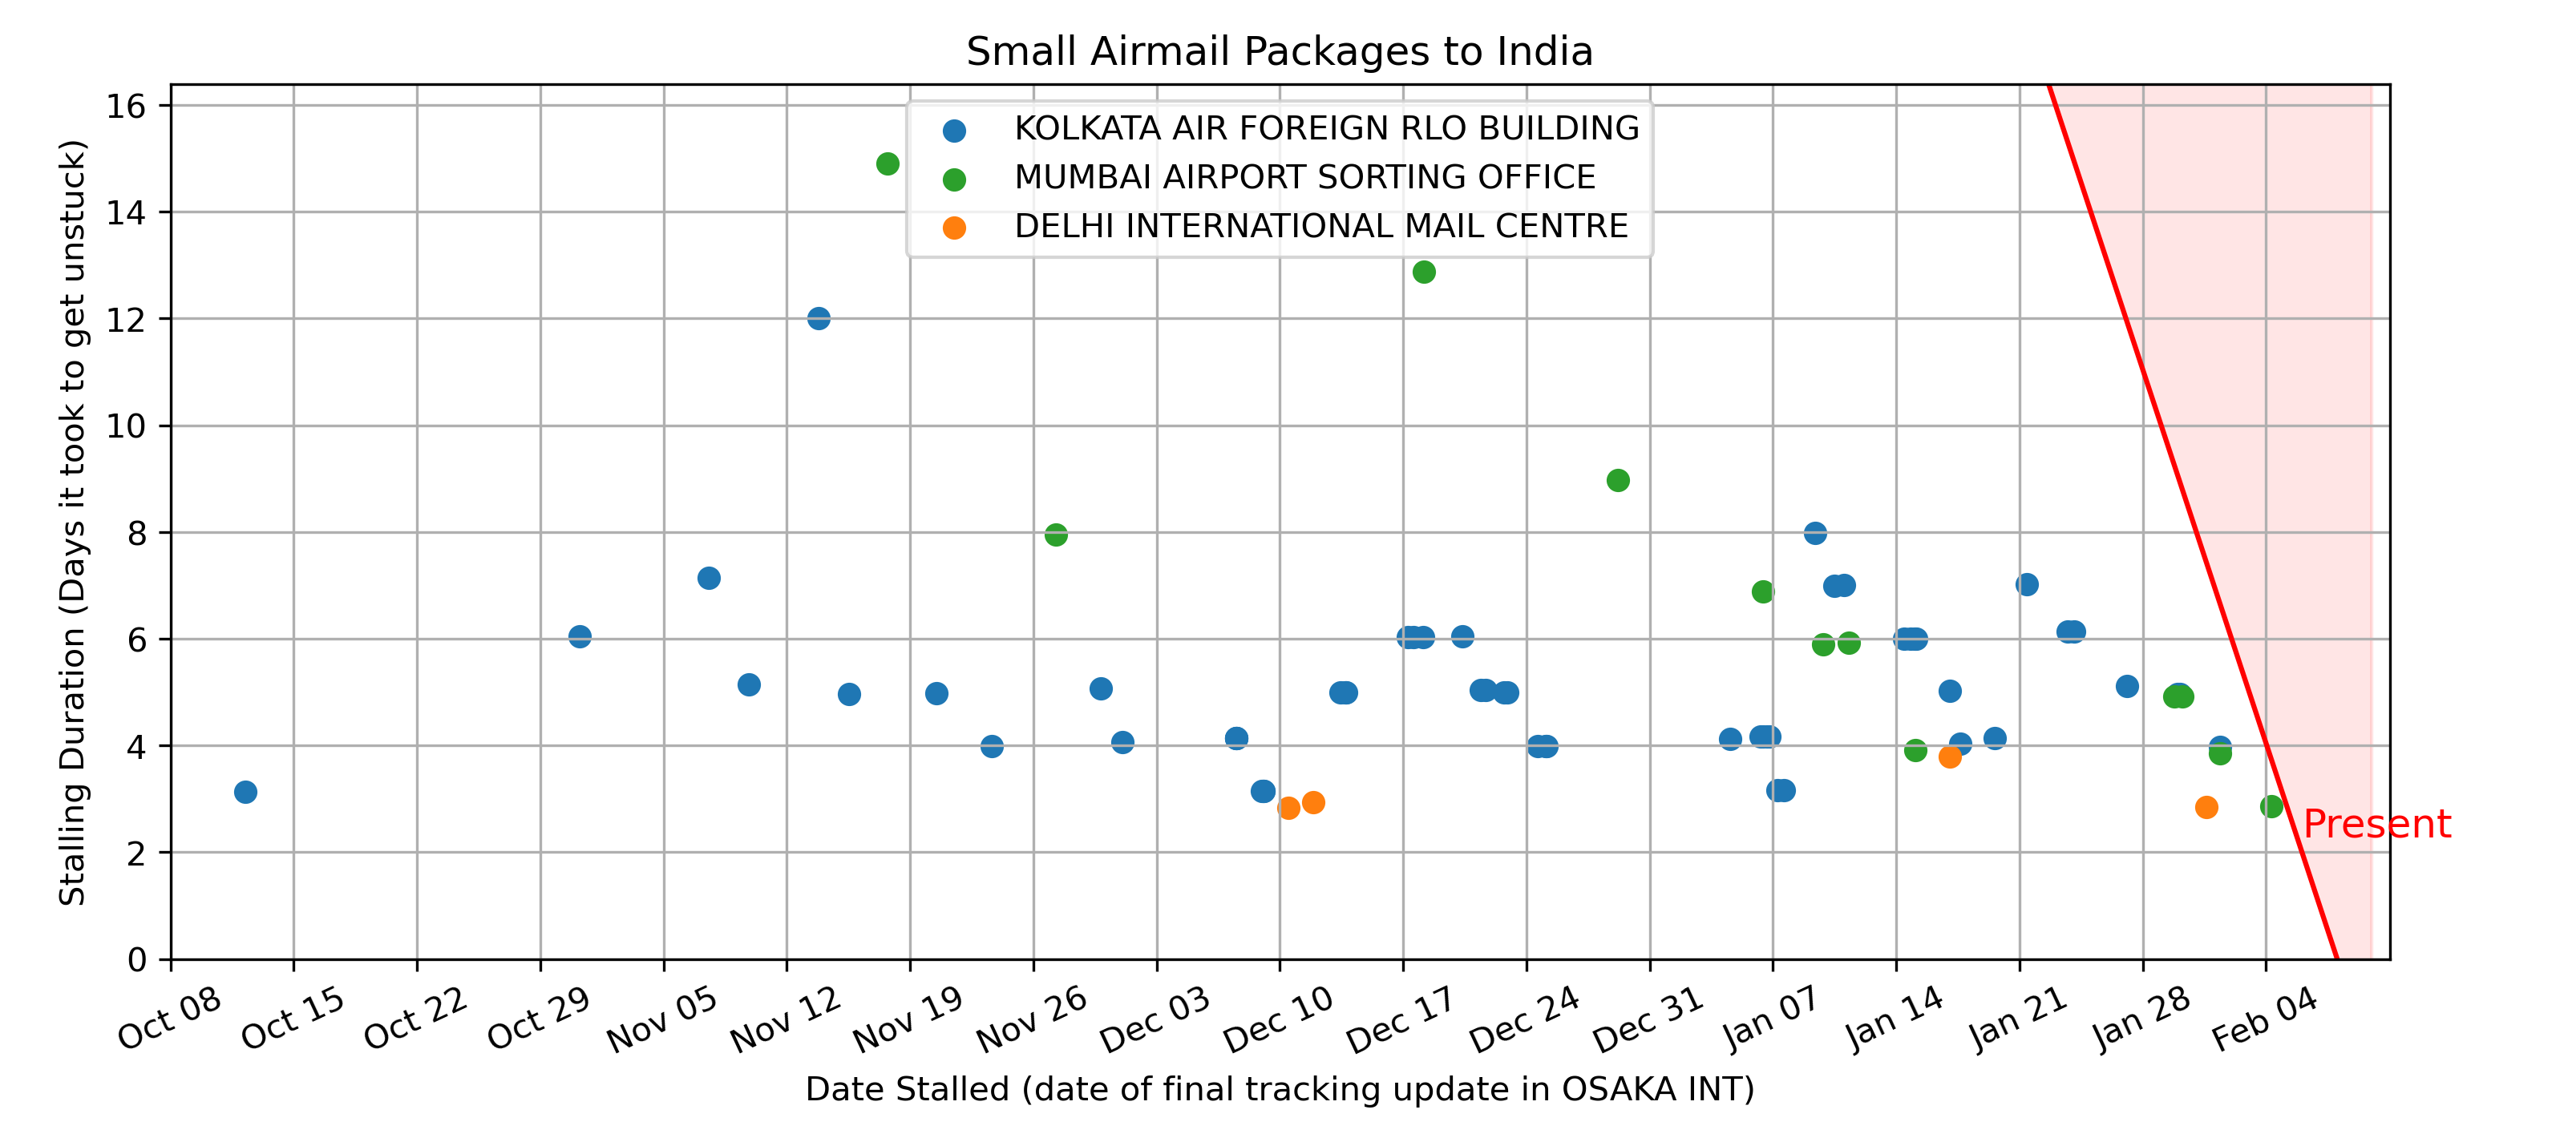 Small Airmail Packages to India
KOLKATA AIR FOREIGN RLO BUILDING
MUMBAI AIRPORT SORTING OFFICE
DELHI INTERNATIONAL MAIL CENTRE
Stalling Duration (Days it took to get unstuck)
16
14
12
10
8
6
4
2
0
Present
Oct 08
Oct 15
Oct 22
Oct 29
Nov 05
Nov 12
Nov 19
Nov 26
Dec 03
Dec 10
Dec 17
Dec 24
Dec 31
Jan 07
Jan 14
Jan 21
Jan 28
Feb 04
Date Stalled (date of final tracking update in OSAKA INT)